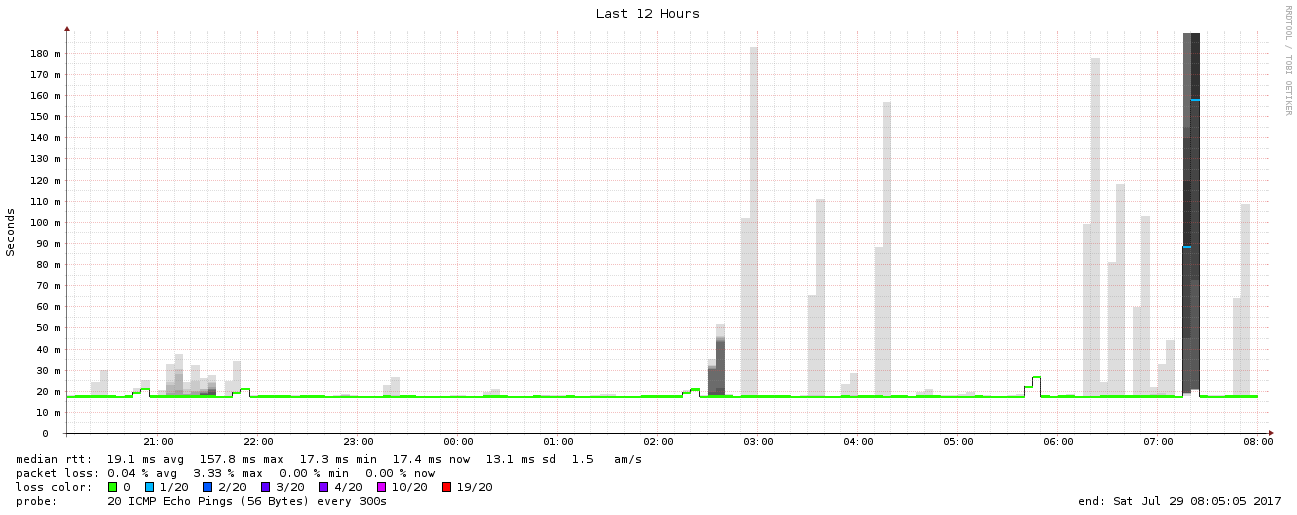 Last 12 Hours
RRDTOOL / TOBI OETIKER
Seconds
180 m
170 m
160 m
150 m
140 m
130 m
120 m
110 m
100 m
90 m
80 m
70 m
60 m
50 m
40 m
30 m
20 m
10 m
0
21:00 22:00 23:00 00:00 01:00 02:00 03:00 04:00 05:00 06:00 07:00 08:00
median rtt: 19.1 ms avg 157.8 ms max 17.3 ms min 17.4 ms now 13.1 ms sd 1.5 am/s
packet loss: 0.04 % avg 3.33 % max 0.00 % min 0.00 % now
loss color: 0 1/20 2/20 3/20 4/20 10/20 19/20
probe: 20 ICMP Echo Pings (56 Bytes) every 300s end: Sat Jul 29 08:05:05 2017